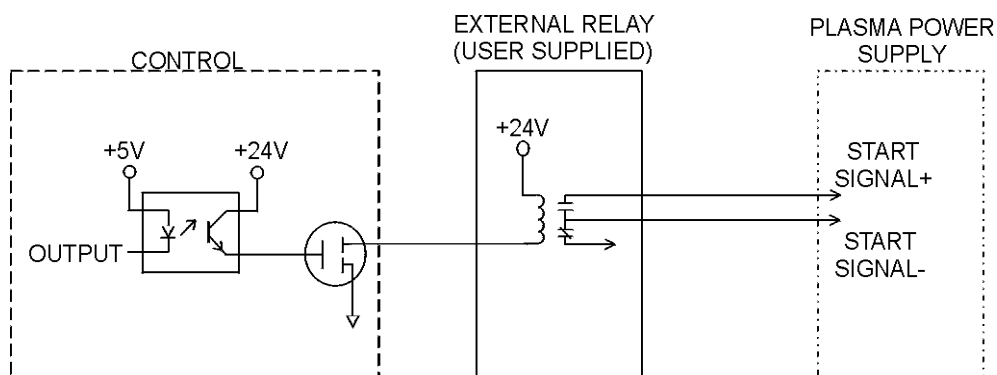 CONTROL
EXTERNAL RELAY
(USER SUPPLIED)
PLASMA POWER
SUPPLY
+5V
+24V
OUTPUT
+24V
START
SIGNAL+
START
SIGNAL-